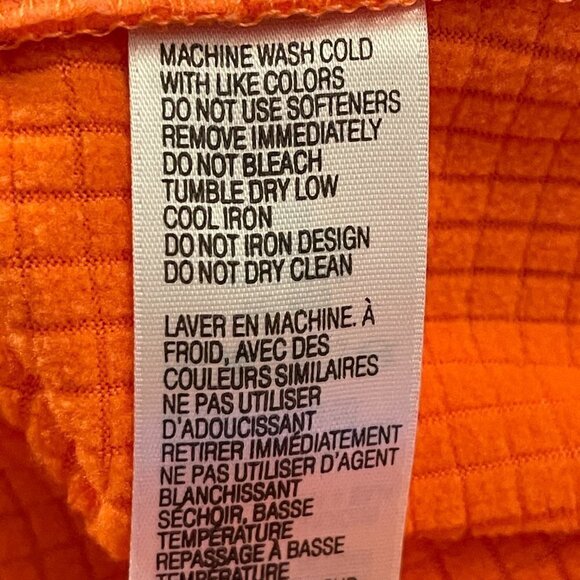 MACHINE WASH COLD
WITH LIKE COLORS
DO NOT USE SOFTENERS
REMOVE IMMEDIATELY
DO NOT BLEACH
TUMBLE DRY LOW
COOL IRON
DO NOT IRON DESIGN
DO NOT DRY CLEAN
LAVER EN MACHINE. À
FROID, AVEC DES
COULEURS SIMILAIRES
NE PAS UTILISER
D'ADOUCISSANT
RETIRER IMMÉDIATEMENT
NE PAS UTILISER D'AGENT
BLANCHISSANT
SÉCHOIR, BASSE
TEMPÉRATURE
REPASSAGE À BASSE
TEMPÉRATURE